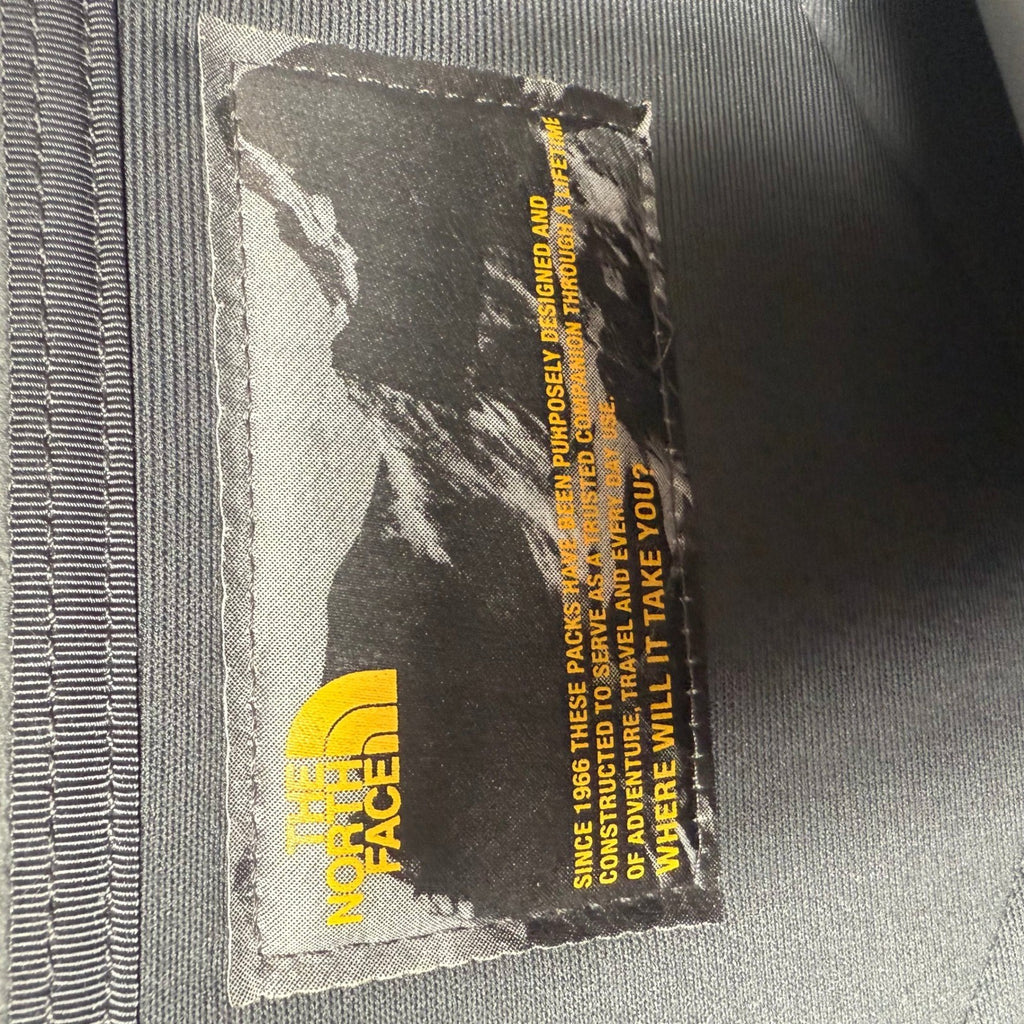 THE
NORTH
FACE
SINCE 1966 THESE PACKS HAVE BEEN PURPOSELY DESIGNED AND
CONSTRUCTED TO SERVE AS A TRUSTED COMPANION THROUGH A LIFETIME
OF ADVENTURE, TRAVEL AND EVERY DAY USE.
WHERE WILL IT TAKE YOU?